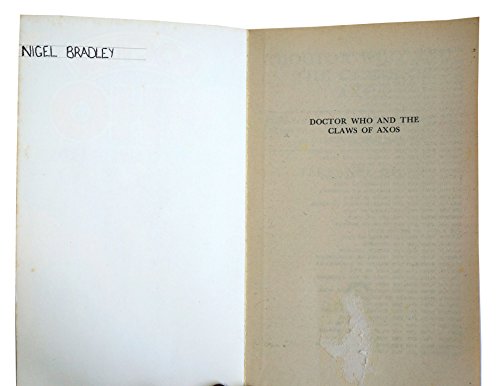 NIGEL BRADLEY
DOCTOR WHO AND THE
CLAWS OF AXOS